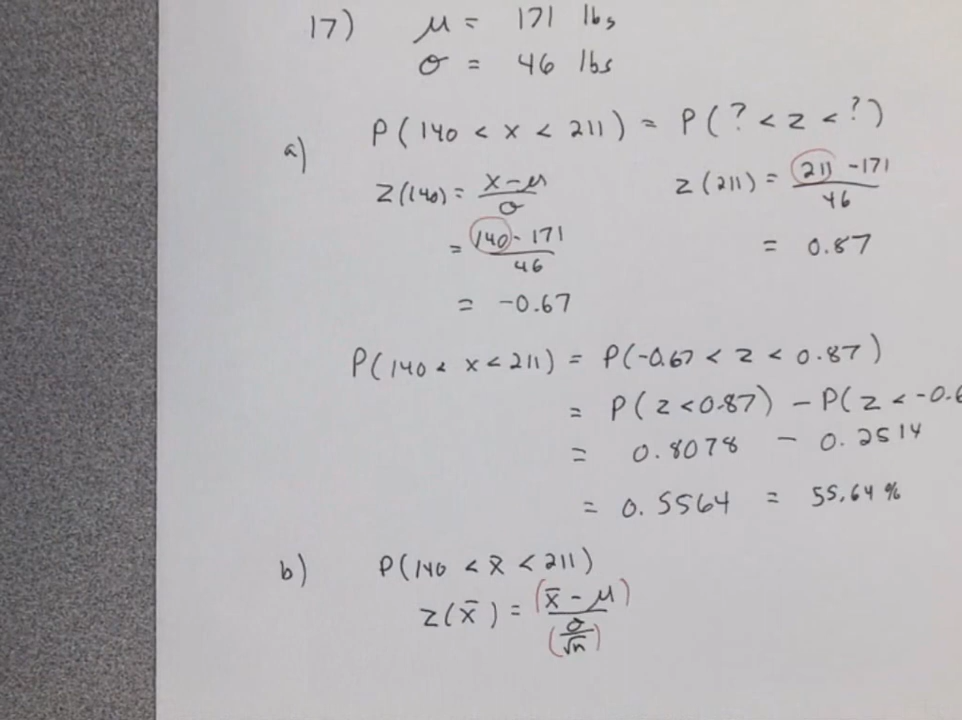 17) μ = 171 lbs
σ = 46 lbs
a) P(140 < x < 211) = P(? < z < ?)
z(140) = (x-μ)/σ z(211) = (211-171)/46
= (140-171)/46 = 0.87
= -0.67
P(140 < x < 211) = P(-0.67 < z < 0.87)
= P(z < 0.87) - P(z < -0.6
= 0.8078 - 0.2514
= 0.5564 = 55.64%
b) P(140 < x̄ < 211)
z(x̄) = (x̄ - μ)/(σ/√n)